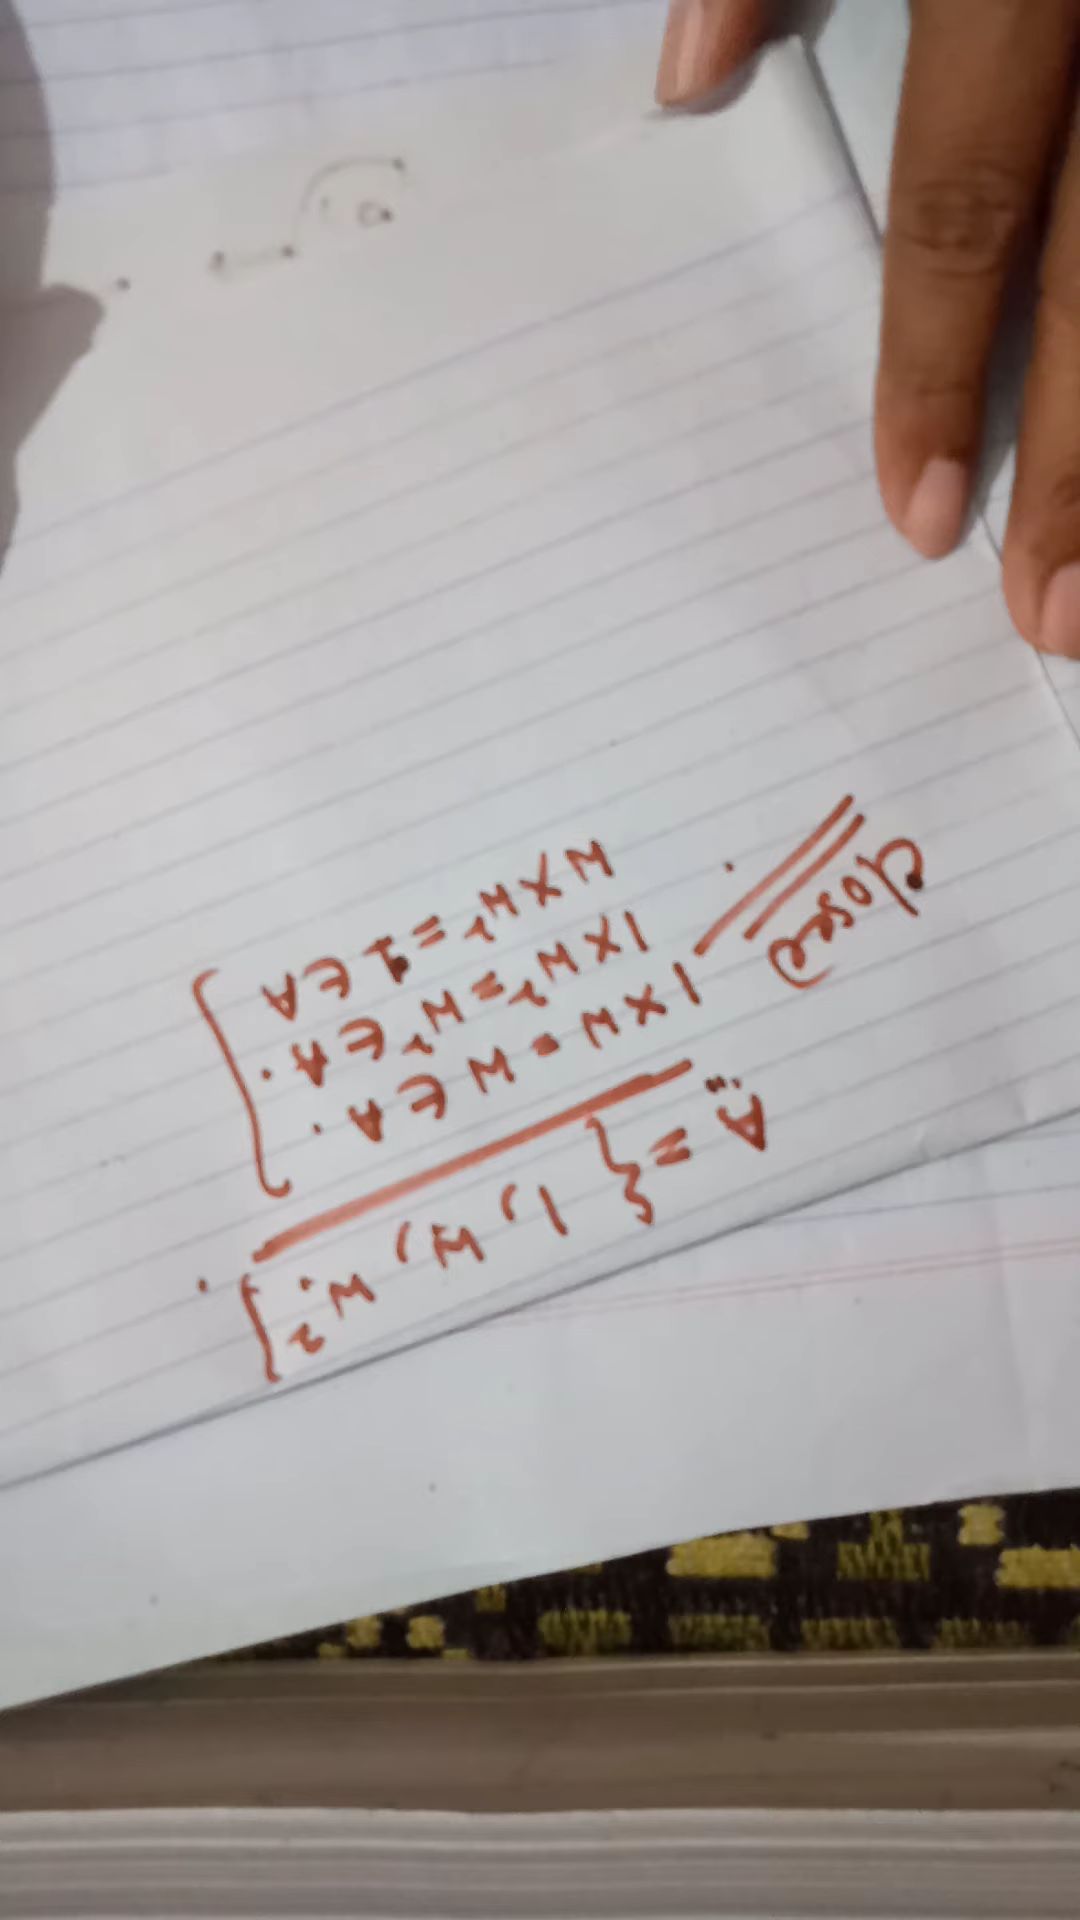 A = { 1, w, w² }
1 x w = w ∈ A.
1 x w² = w² ∈ A.
w x w² = 1 ∈ A
closed